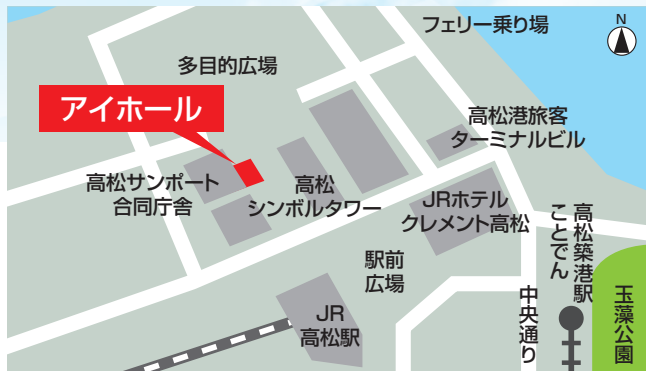 フェリー乗り場
N
多目的広場
アイホール
高松港旅客
ターミナルビル
高松サンポート
合同庁舎
高松
シンボルタワー
JRホテル
クレメント高松
駅前
広場
高松築港駅
ことでん
JR
高松駅
中央通り
玉藻公園